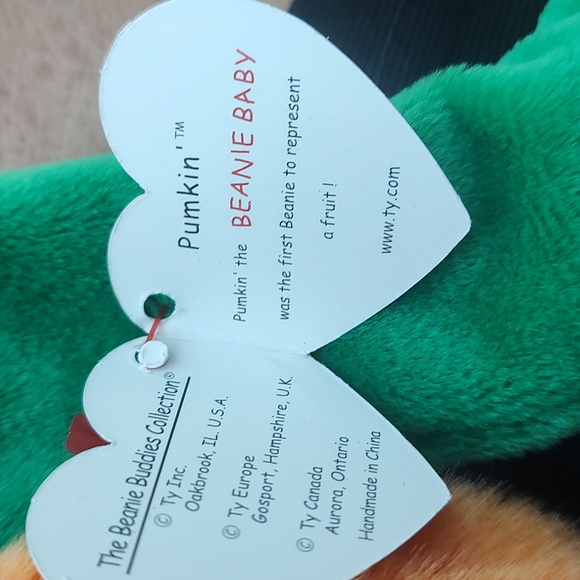 The Beanie Buddies Collection®
© Ty Inc.
Oakbrook, IL. U.S.A.
© Ty Europe
Gosport, Hampshire, U.K.
© Ty Canada
Aurora, Ontario
Handmade in China
Pumkin'™
Pumkin' the BEANIE BABY
was the first Beanie to represent
a fruit !
www.ty.com